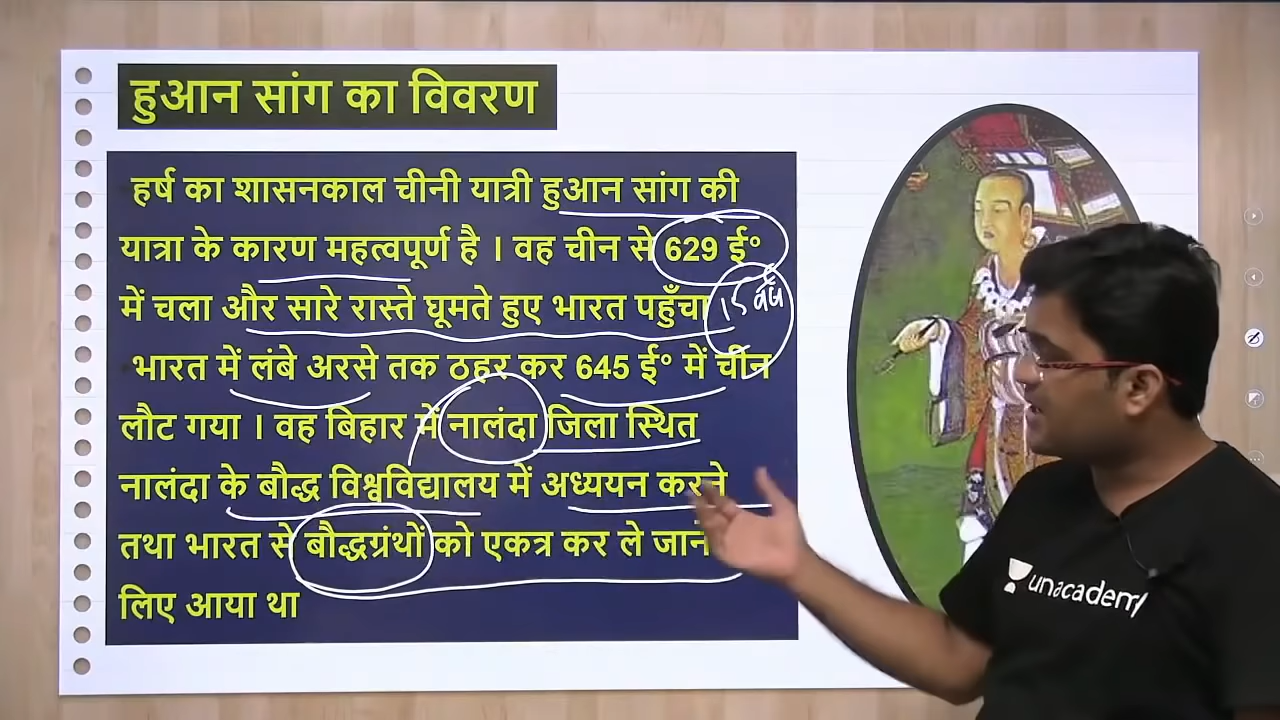 हुआन सांग का विवरण
हर्ष का शासनकाल चीनी यात्री हुआन सांग की
यात्रा के कारण महत्वपूर्ण है । वह चीन से 629 ई°
में चला और सारे रास्ते घूमते हुए भारत पहुँचा
15 वर्ष
भारत में लंबे अरसे तक ठहर कर 645 ई° में चीन
लौट गया । वह बिहार में नालंदा जिला स्थित
नालंदा के बौद्ध विश्वविद्यालय में अध्ययन करने
तथा भारत से बौद्धग्रंथों को एकत्र कर ले जाने
लिए आया था
unacademy